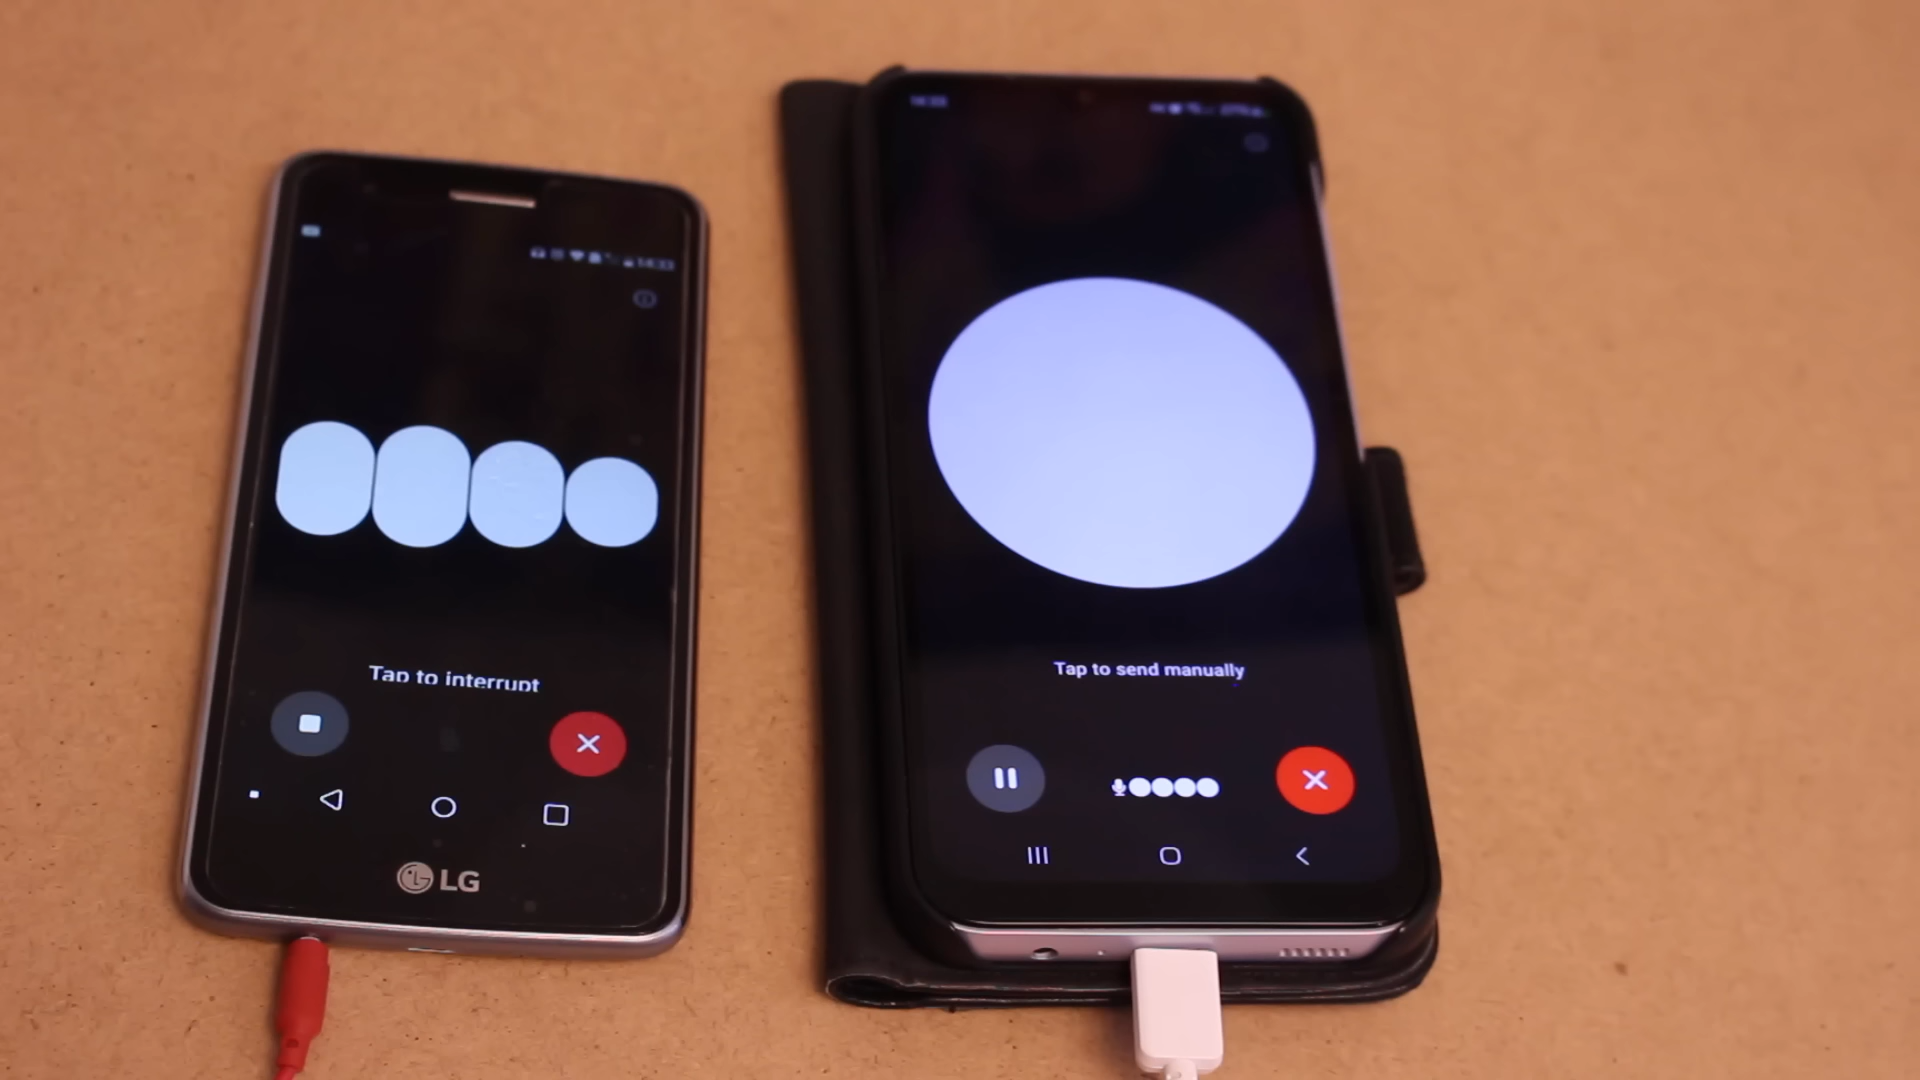 Tap to interrupt
LG
Tap to send manually